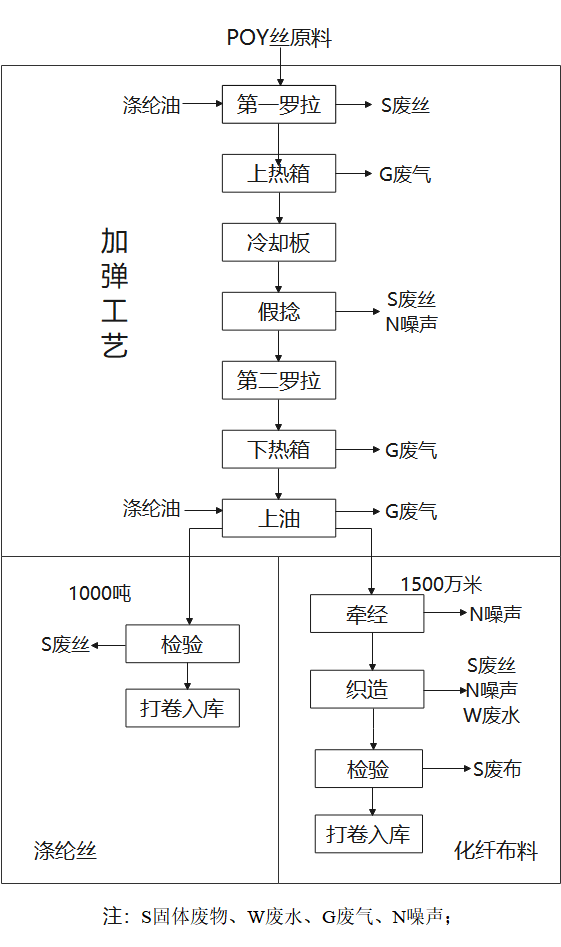 POY丝原料
涤纶油
第一罗拉
S废丝
上热箱
G废气
冷却板
加
弹
工
艺
假捻
S废丝
N噪声
第二罗拉
下热箱
G废气
涤纶油
上油
G废气
1000吨
1500万米
S废丝
检验
打卷入库
牵经
N噪声
织造
S废丝
N噪声
W废水
检验
S废布
打卷入库
涤纶丝
化纤布料
注：S固体废物、W废水、G废气、N噪声；